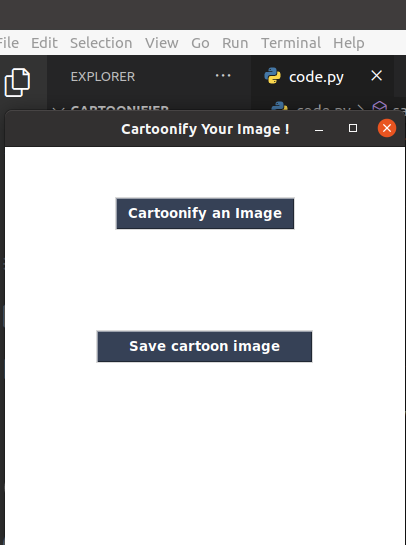 File Edit Selection View Go Run Terminal Help
EXPLORER ... code.py
CARTOONIFIER code.py
Cartoonify Your Image !
Cartoonify an Image
Save cartoon image